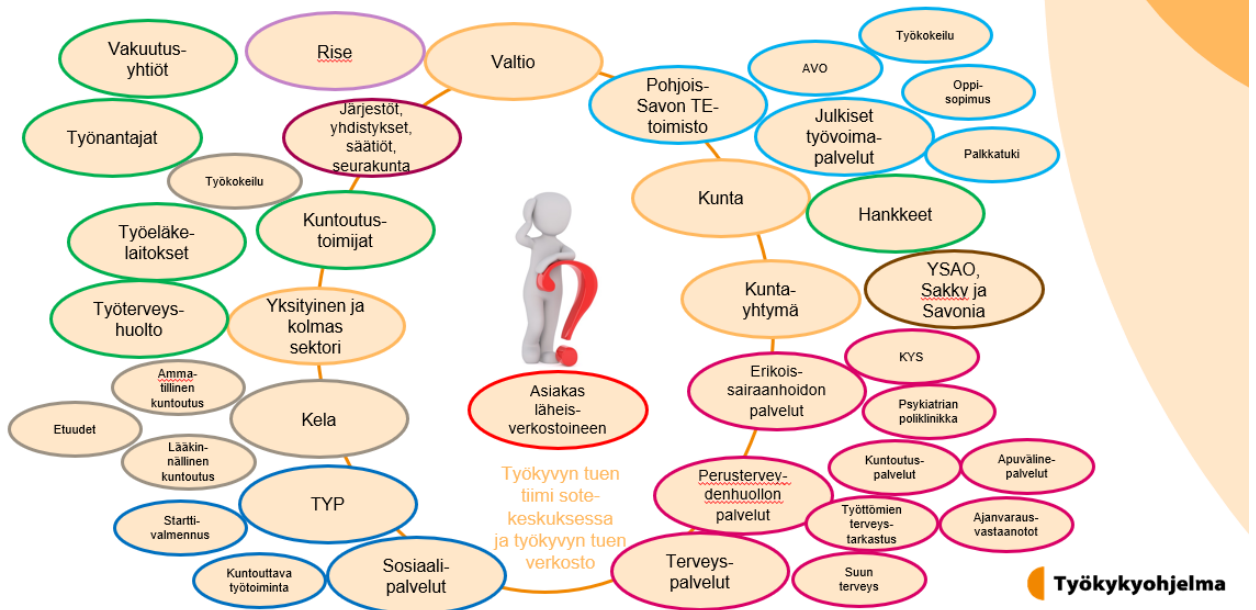 Vakuutus-
yhtiöt
Rise
Valtio
Työkokeilu
AVO
Pohjois-
Savon TE-
toimisto
Oppi-
sopimus
Työnantajat
Järjestöt,
yhdistykset,
säätiöt,
seurakunta
Julkiset
työvoima-
palvelut
Palkkatuki
Työkokeilu
Kunta
Hankkeet
Kuntoutus-
toimijat
Työeläke-
laitokset
YSAO,
Sakky ja
Savonia
Kunta-
yhtymä
Työterveys-
huolto
Yksityinen ja
kolmas
sektori
KYS
Erikois-
sairaanhoidon
palvelut
Amma-
tillinen
kuntoutus
Psykiatrian
poliklinikka
Asiakas
läheis-
verkostoineen
Kela
Etuudet
Lääkin-
nällinen
kuntoutus
Kuntoutus-
palvelut
Apuväline-
palvelut
Perustervey-
denhuollon
palvelut
Työkyvyn tuen
tiimi sote-
keskuksessa
ja työkyvyn tuen
verkosto
TYP
Työttömien
terveys-
tarkastus
Ajanvaraus-
vastaanotot
Startti-
valmennus
Sosiaali-
palvelut
Terveys-
palvelut
Kuntouttava
työtoiminta
Suun
terveys
Työkykyohjelma